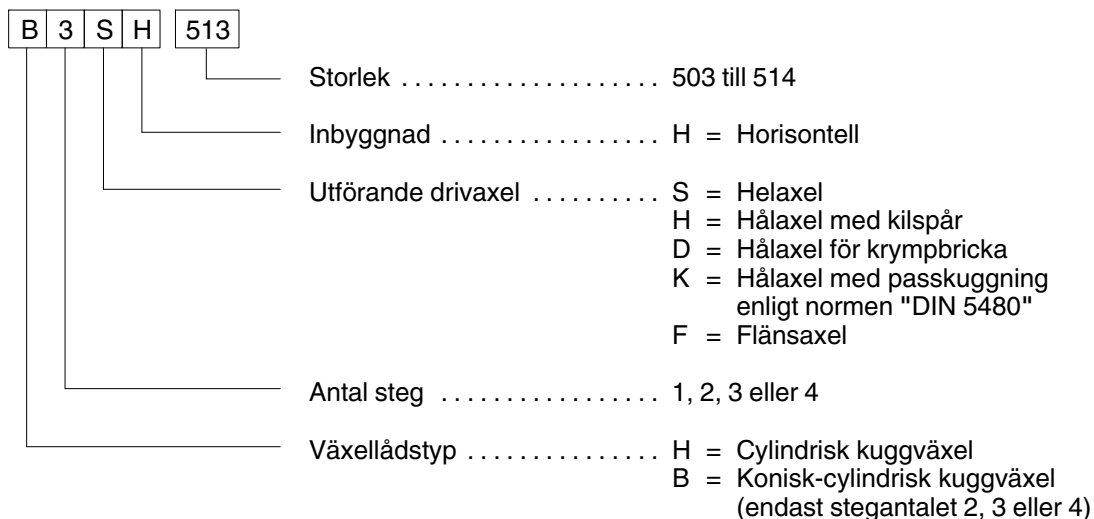 B 3 S H 513
Storlek . . . . . . . . . . . . . . . . . . . . 503 till 514
Inbyggnad . . . . . . . . . . . . . . . . . H = Horisontell
Utförande drivaxel . . . . . . . . . . S = Helaxel
H = Hålaxel med kilspår
D = Hålaxel för krympbricka
K = Hålaxel med passkuggning
enligt normen "DIN 5480"
F = Flänsaxel
Antal steg . . . . . . . . . . . . . . . . . 1, 2, 3 eller 4
Växellådstyp . . . . . . . . . . . . . . . H = Cylindrisk kuggväxel
B = Konisk-cylindrisk kuggväxel
(endast stegantalet 2, 3 eller 4)